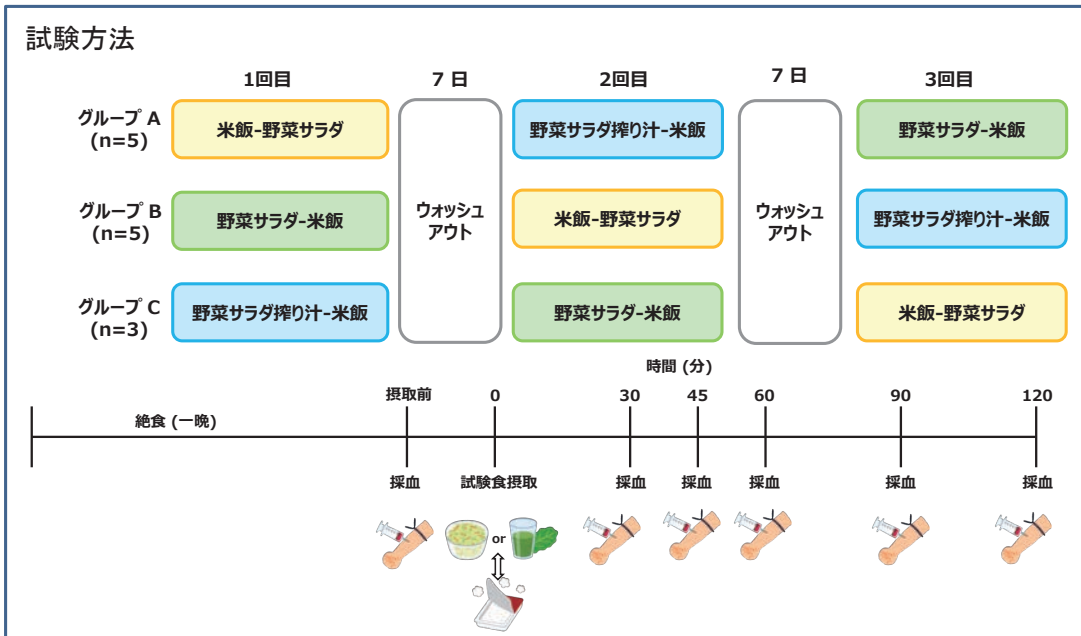 試験方法
1回目
7 日
2回目
7 日
3回目
グループ A
(n=5)
米飯-野菜サラダ
野菜サラダ搾り汁-米飯
野菜サラダ-米飯
グループ B
(n=5)
野菜サラダ-米飯
ウォッシュ
アウト
米飯-野菜サラダ
ウォッシュ
アウト
野菜サラダ搾り汁-米飯
グループ C
(n=3)
野菜サラダ搾り汁-米飯
野菜サラダ-米飯
米飯-野菜サラダ
時間 (分)
摂取前
0
30
45
60
90
120
絶食 (一晩)
採血
試験食摂取
採血
採血
採血
採血
採血
or